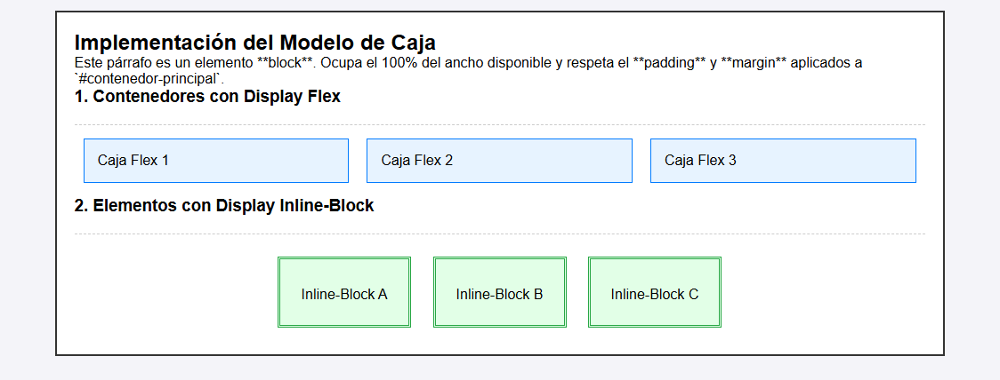 Implementación del Modelo de Caja
Este párrafo es un elemento **block**. Ocupa el 100% del ancho disponible y respeta el **padding** y **margin** aplicados a
`#contenedor-principal`.
1. Contenedores con Display Flex
Caja Flex 1
Caja Flex 2
Caja Flex 3
2. Elementos con Display Inline-Block
Inline-Block A
Inline-Block B
Inline-Block C